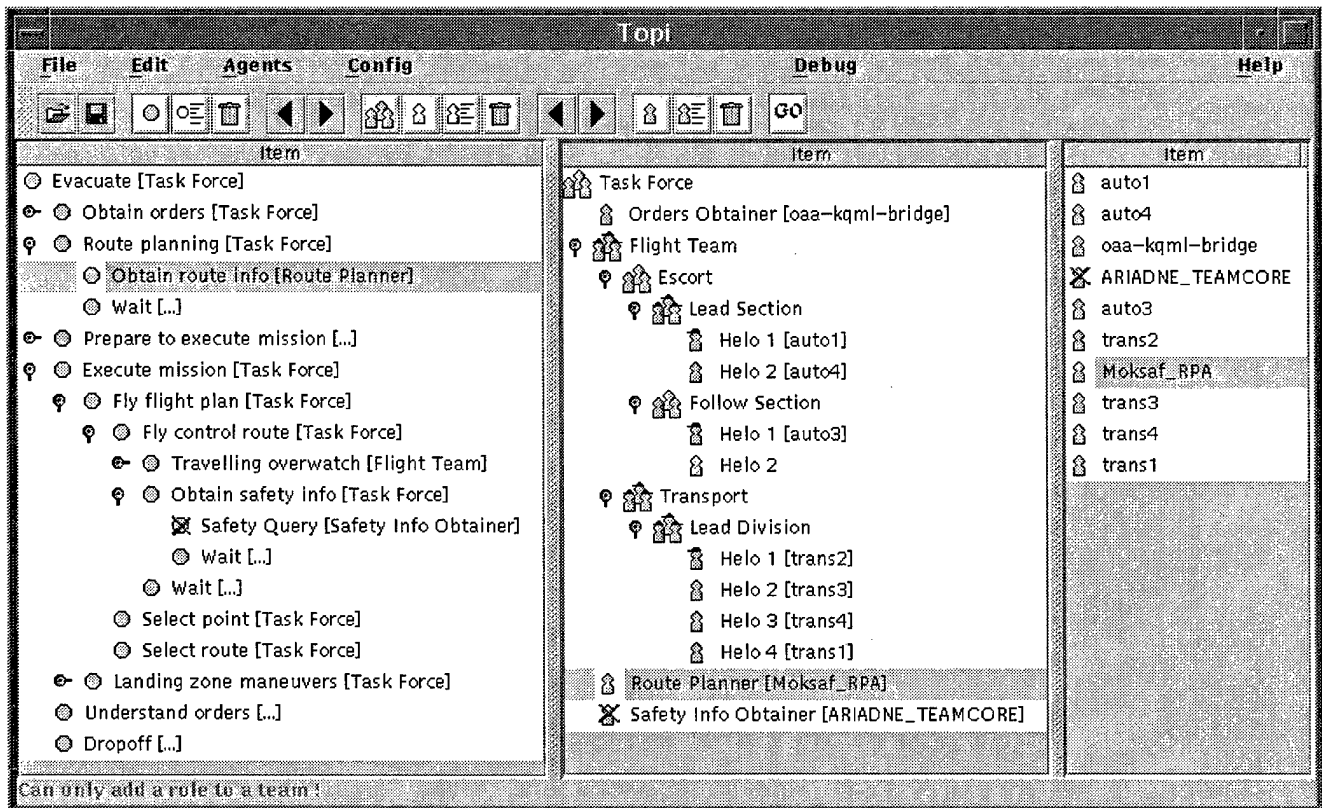 Topi
File Edit Agents Config Debug Help
GO
Item
Evacuate [Task Force]
Obtain orders [Task Force]
Route planning [Task Force]
Obtain route info [Route Planner]
Wait [...]
Prepare to execute mission [...]
Execute mission [Task Force]
Fly flight plan [Task Force]
Fly control route [Task Force]
Travelling overwatch [Flight Team]
Obtain safety info [Task Force]
Safety Query [Safety Info Obtainer]
Wait [...]
Wait [...]
Select point [Task Force]
Select route [Task Force]
Landing zone maneuvers [Task Force]
Understand orders [...]
Dropoff [...]
Item
Task Force
Orders Obtainer [oaa-kqml-bridge]
Flight Team
Escort
Lead Section
Helo 1 [auto1]
Helo 2 [auto4]
Follow Section
Helo 1 [auto3]
Helo 2
Transport
Lead Division
Helo 1 [trans2]
Helo 2 [trans3]
Helo 3 [trans4]
Helo 4 [trans1]
Route Planner [Moksaf_RPA]
Safety Info Obtainer [ARIADNE_TEAMCORE]
Item
auto1
auto4
oaa-kqml-bridge
ARIADNE_TEAMCORE
auto3
trans2
Moksaf_RPA
trans3
trans4
trans1
Can only add a role to a team !